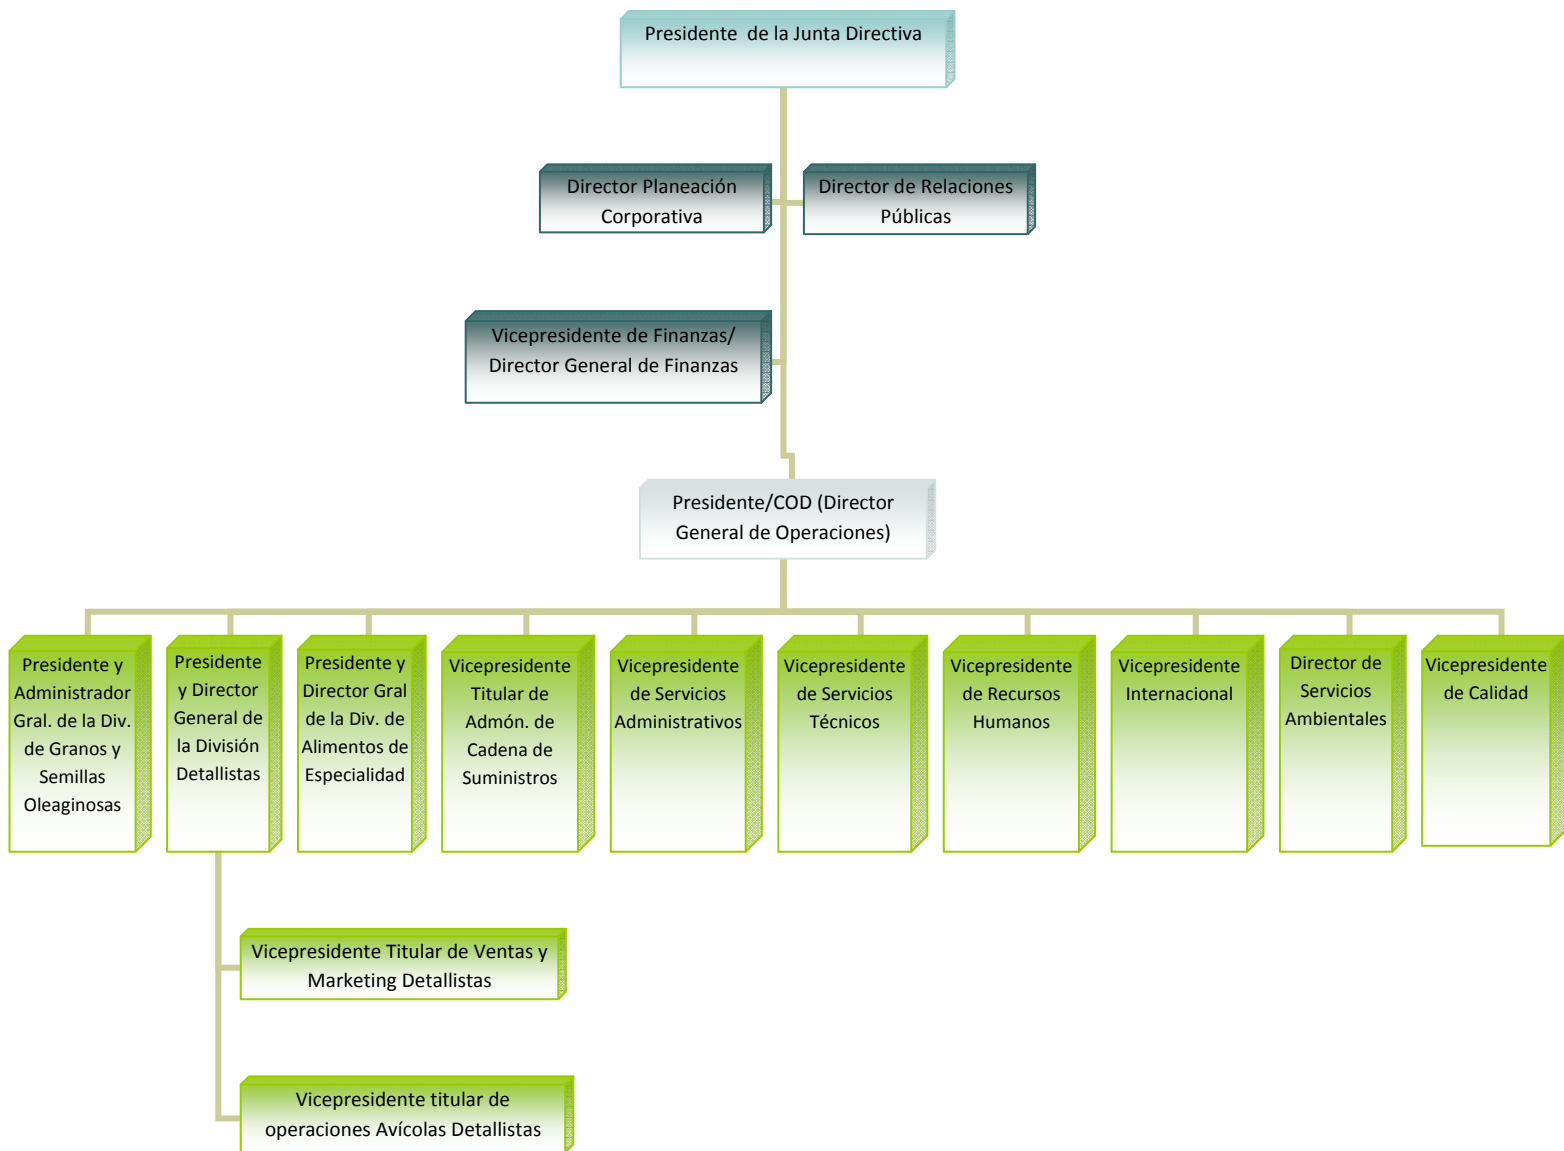 Presidente  de la Junta Directiva
Director Planeación
Corporativa
Director de Relaciones
Públicas
Vicepresidente de Finanzas/
Director General de Finanzas
Presidente/COD (Director
General de Operaciones)
Presidente y
Administrador
Gral. de la Div.
de Granos y
Semillas
Oleaginosas
Presidente
y Director
General de
la División
Detallistas
Presidente y
Director Gral
de la Div. de
Alimentos de
Especialidad
Vicepresidente
Titular de
Admón. de
Cadena de
Suministros
Vicepresidente
de Servicios
Administrativos
Vicepresidente
de Servicios
Técnicos
Vicepresidente
de Recursos
Humanos
Vicepresidente
Internacional
Director de
Servicios
Ambientales
Vicepresidente
de Calidad
Vicepresidente Titular de Ventas y
Marketing Detallistas
Vicepresidente titular de
operaciones Avícolas Detallistas